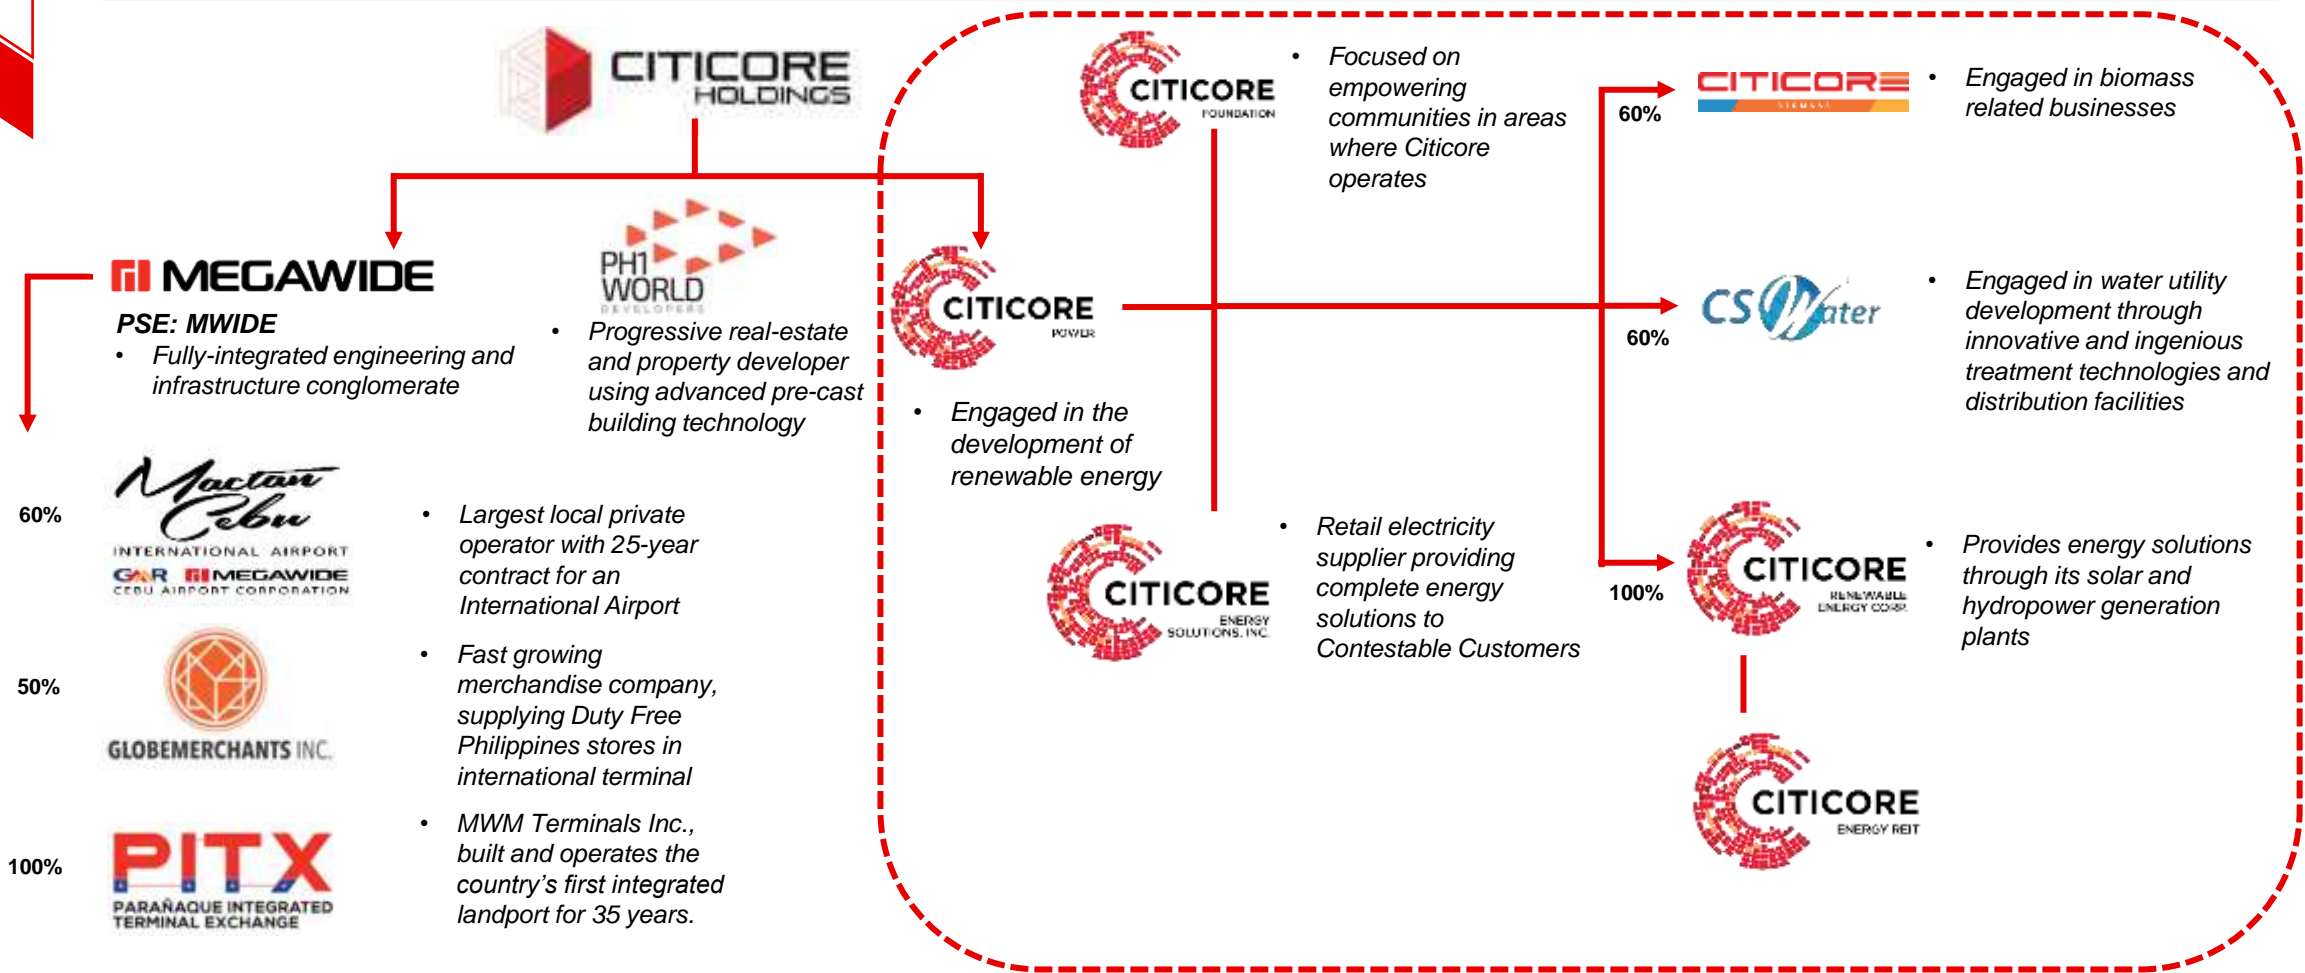 CITICORE
HOLDINGS
MEGAWIDE
PSE: MWIDE
• Fully-integrated engineering and
infrastructure conglomerate
PH1
WORLD
DEVELOPERS
• Progressive real-estate
and property developer
using advanced pre-cast
building technology
60%
Mactan
Cebu
INTERNATIONAL AIRPORT
GMR MEGAWIDE
CEBU AIRPORT CORPORATION
• Largest local private
operator with 25-year
contract for an
International Airport
50%
GLOBEMERCHANTS INC.
• Fast growing
merchandise company,
supplying Duty Free
Philippines stores in
international terminal
100%
PITX
PARAÑAQUE INTEGRATED
TERMINAL EXCHANGE
• MWM Terminals Inc.,
built and operates the
country’s first integrated
landport for 35 years.
CITICORE
FOUNDATION
• Focused on
empowering
communities in areas
where Citicore
operates
CITICORE
POWER
• Engaged in the
development of
renewable energy
CITICORE
ENERGY
SOLUTIONS, INC.
• Retail electricity
supplier providing
complete energy
solutions to
Contestable Customers
60%
CITICORE
BIOMASS
• Engaged in biomass
related businesses
60%
CS Water
• Engaged in water utility
development through
innovative and ingenious
treatment technologies and
distribution facilities
100%
CITICORE
RENEWABLE
ENERGY CORP.
• Provides energy solutions
through its solar and
hydropower generation
plants
CITICORE
ENERGY REIT